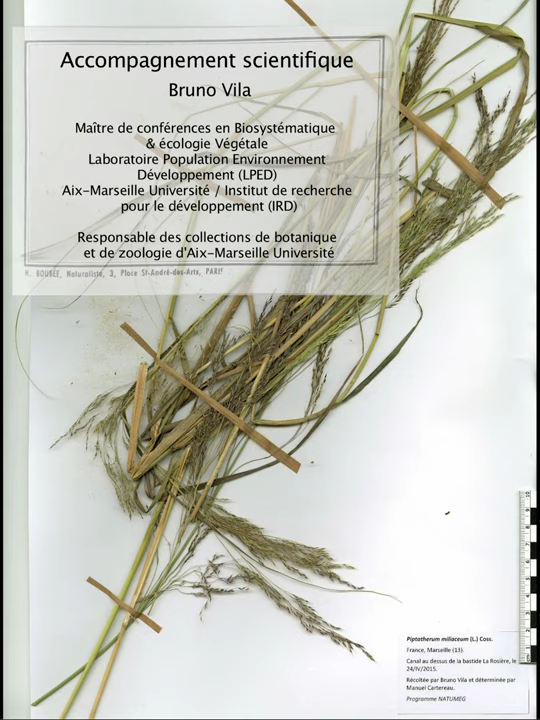 Accompagnement scientifique
Bruno Vila
Maître de conférences en Biosystématique
& écologie Végétale
Laboratoire Population Environnement
Développement (LPED)
Aix-Marseille Université / Institut de recherche
pour le développement (IRD)
Responsable des collections de botanique
et de zoologie d'Aix-Marseille Université
N. BOUBÉE, Naturaliste, 3, Place St-André-des-Arts, PARIS
Piptatherum miliaceum (L.) Coss.
France, Marseille (13).
Canal au dessus de la bastide La Rosière, le
24/IV/2015.
Récoltée par Bruno Vila et déterminée par
Manuel Cartereau.
Programme NATUMEG